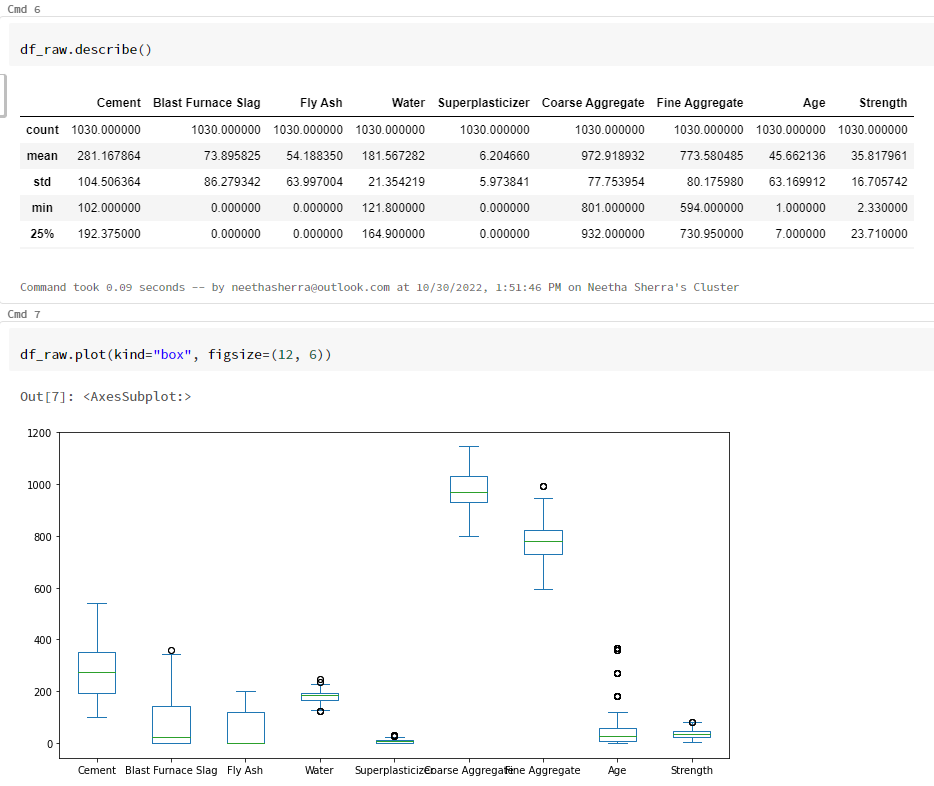 Cmd 6
df_raw.describe()
Cement Blast Furnace Slag Fly Ash Water Superplasticizer Coarse Aggregate Fine Aggregate Age Strength
count 1030.000000 1030.000000 1030.000000 1030.000000 1030.000000 1030.000000 1030.000000 1030.000000 1030.000000
mean 281.167864 73.895825 54.188350 181.567282 6.204660 972.918932 773.580485 45.662136 35.817961
std 104.506364 86.279342 63.997004 21.354219 5.973841 77.753954 80.175980 63.169912 16.705742
min 102.000000 0.000000 0.000000 121.800000 0.000000 801.000000 594.000000 1.000000 2.330000
25% 192.375000 0.000000 0.000000 164.900000 0.000000 932.000000 730.950000 7.000000 23.710000
Command took 0.09 seconds -- by neethasherra@outlook.com at 10/30/2022, 1:51:46 PM on Neetha Sherra's Cluster
Cmd 7
df_raw.plot(kind="box", figsize=(12, 6))
Out[7]: <AxesSubplot:>
1200
1000
800
600
400
200
0
Cement Blast Furnace Slag Fly Ash Water Superplasticizer Coarse Aggregate Fine Aggregate Age Strength